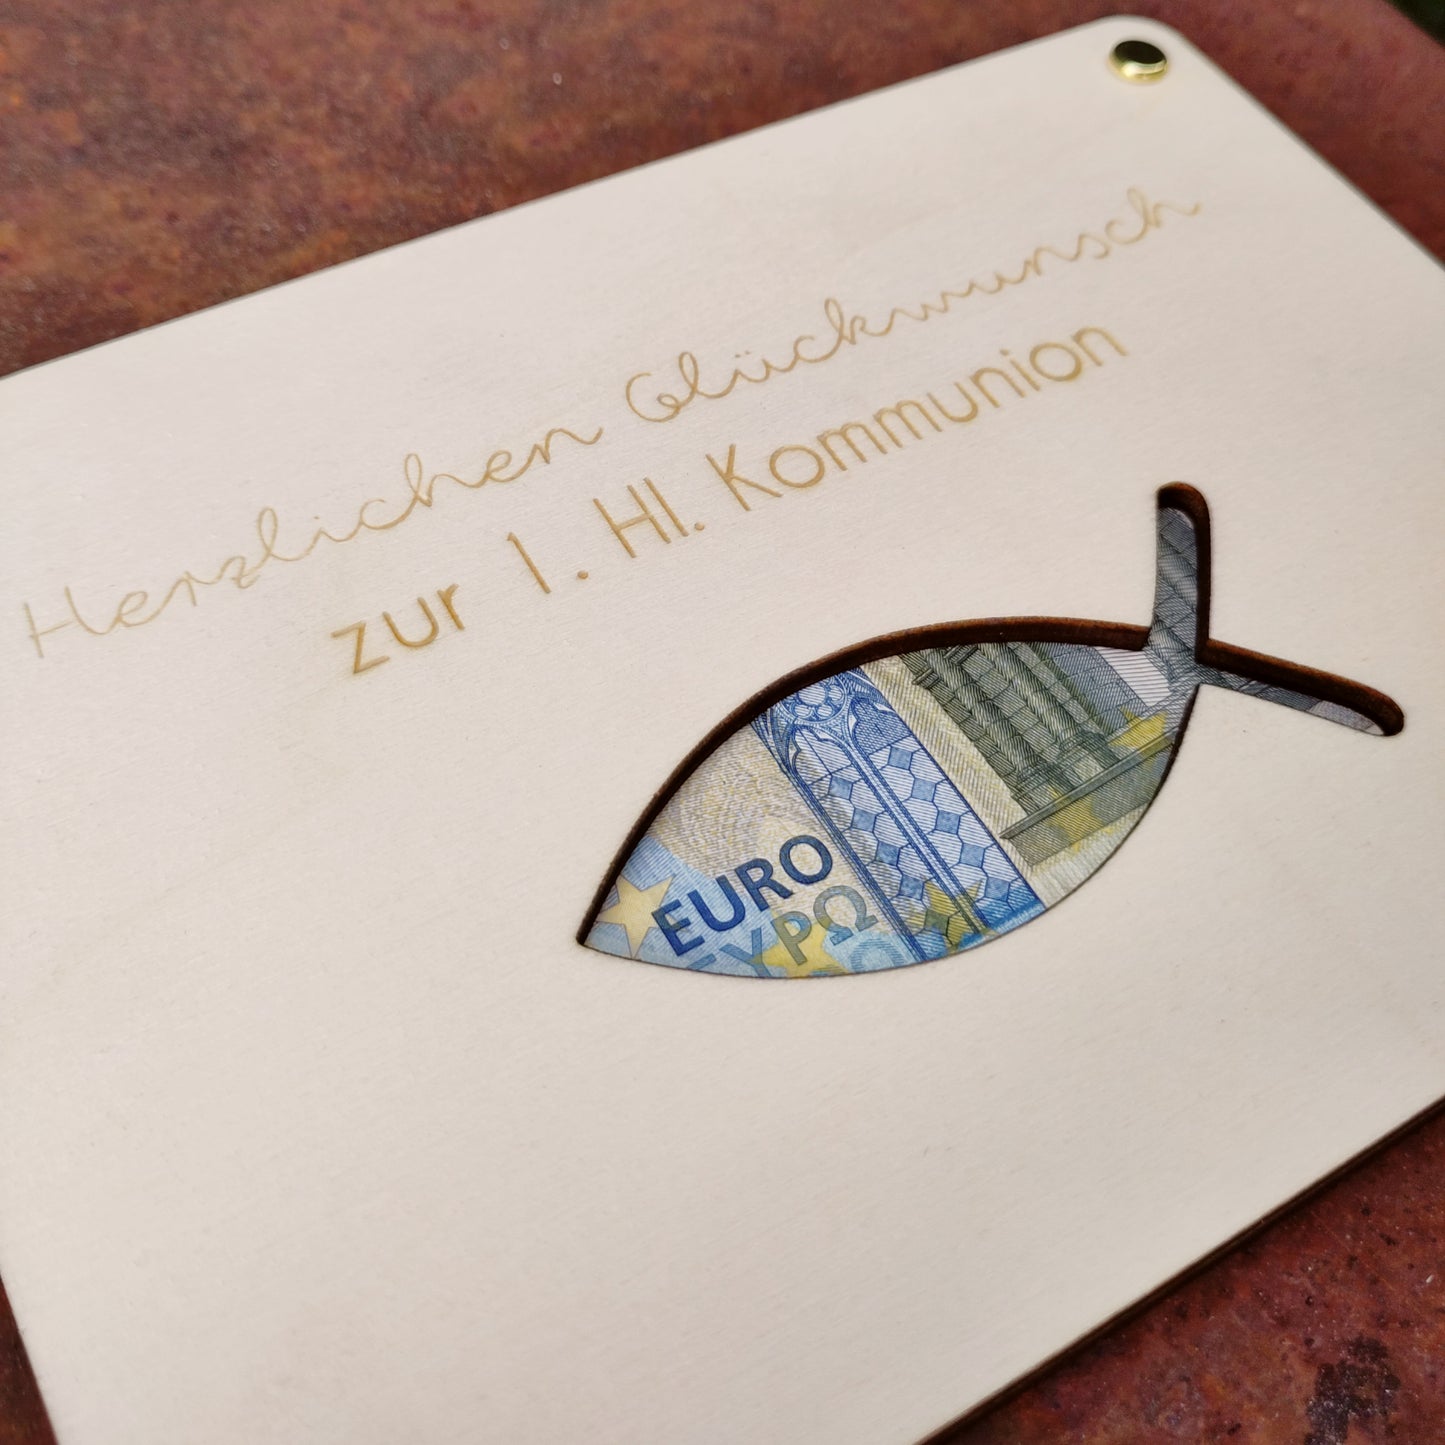 Herzlichen Glückwunsch
zur 1. Hl. Kommunion
EURO
ΕΥΡΩ